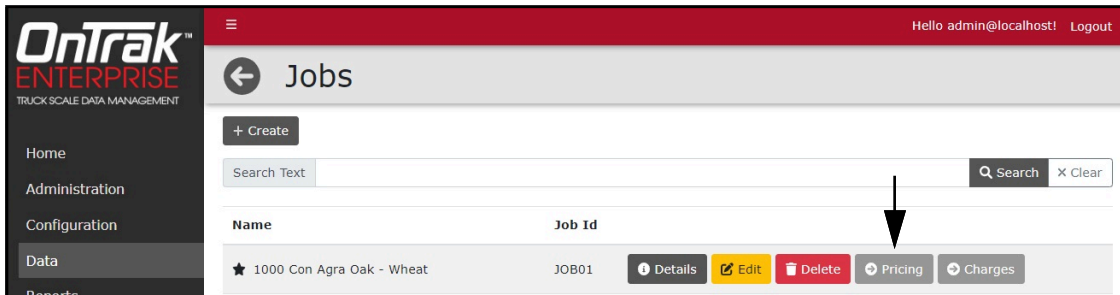 OnTrak™
ENTERPRISE
TRUCK SCALE DATA MANAGEMENT
Hello admin@localhost! Logout
Jobs
+ Create
Search Text
Search
× Clear
Home
Administration
Configuration
Data
Reports
Name Job Id
1000 Con Agra Oak - Wheat JOB01 Details Edit Delete Pricing Charges